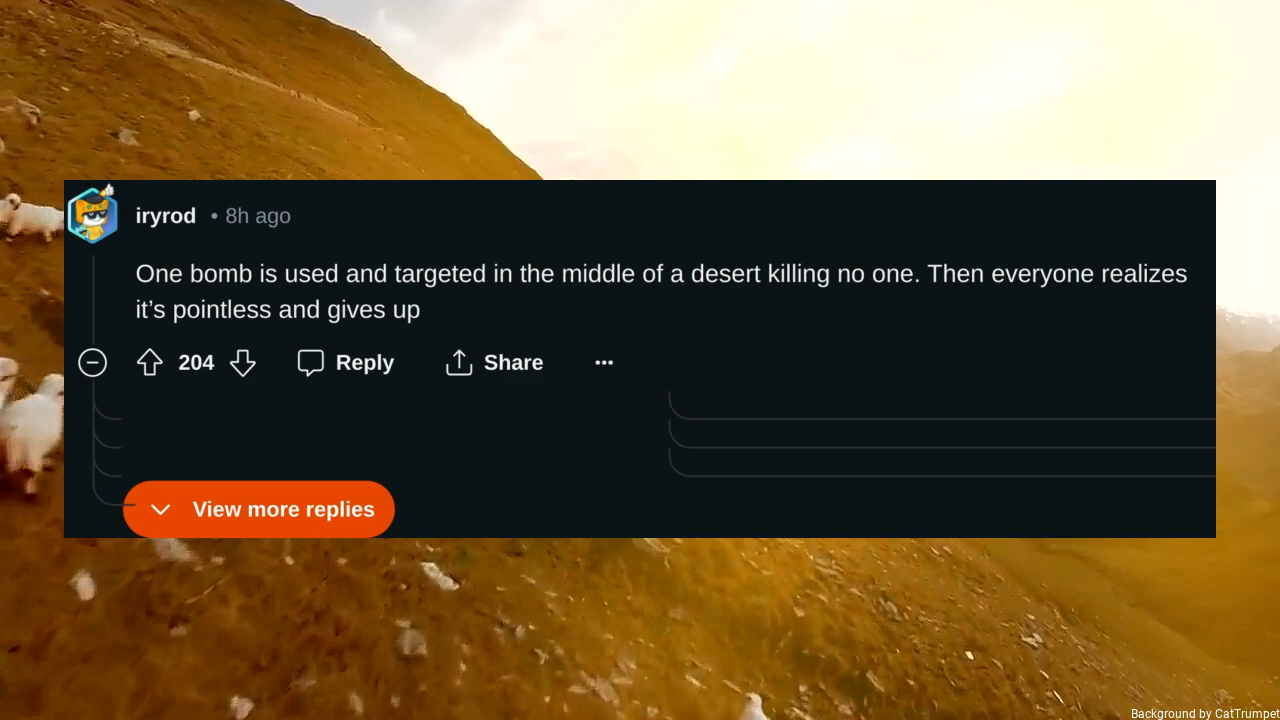 iryrod • 8h ago
One bomb is used and targeted in the middle of a desert killing no one. Then everyone realizes
it’s pointless and gives up
204 Reply Share
View more replies
Background by CatTrumpet